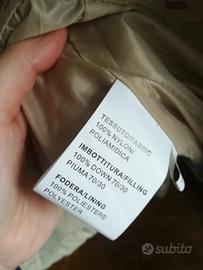 TESSUTO/FABRIC
100% NYLON/
POLIAMIDICA
IMBOTTITURA/FILLING
100% DOWN 70/30
PIUMA 70/30
FODERA/LINING
100% POLIESTERE/
POLYESTER
subito